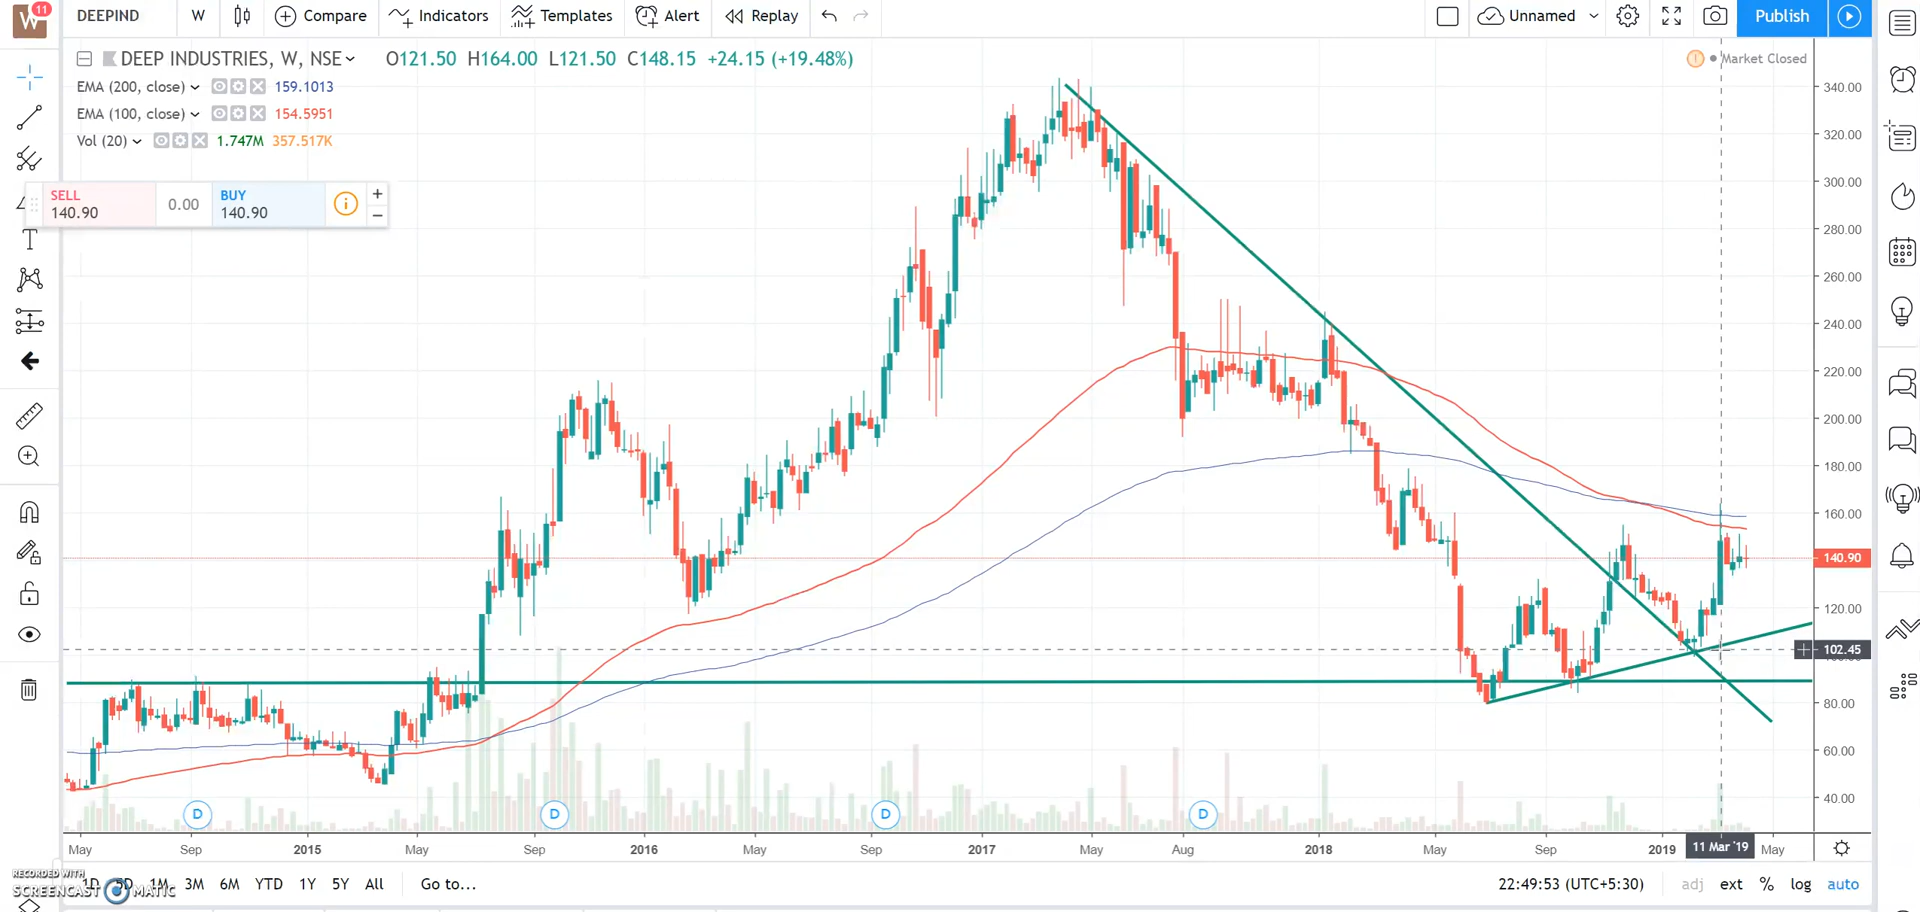 11
W
DEEPIND W Compare Indicators Templates Alert Replay Unnamed Publish
DEEP INDUSTRIES, W, NSE O121.50 H164.00 L121.50 C148.15 +24.15 (+19.48%) Market Closed
EMA (200, close) 159.1013
EMA (100, close) 154.5951
Vol (20) 1.747M 357.517K
SELL
140.90
0.00
BUY
140.90
T
340.00
320.00
300.00
280.00
260.00
240.00
220.00
200.00
180.00
160.00
140.90
120.00
102.45
80.00
60.00
40.00
D D D D
May Sep 2015 May Sep 2016 May Sep 2017 May Aug 2018 May Sep 2019 11 Mar '19 May
RECORDED WITH
SCREENCAST MATIC
1D 5D 1M 3M 6M YTD 1Y 5Y All Go to... 22:49:53 (UTC+5:30) adj ext % log auto